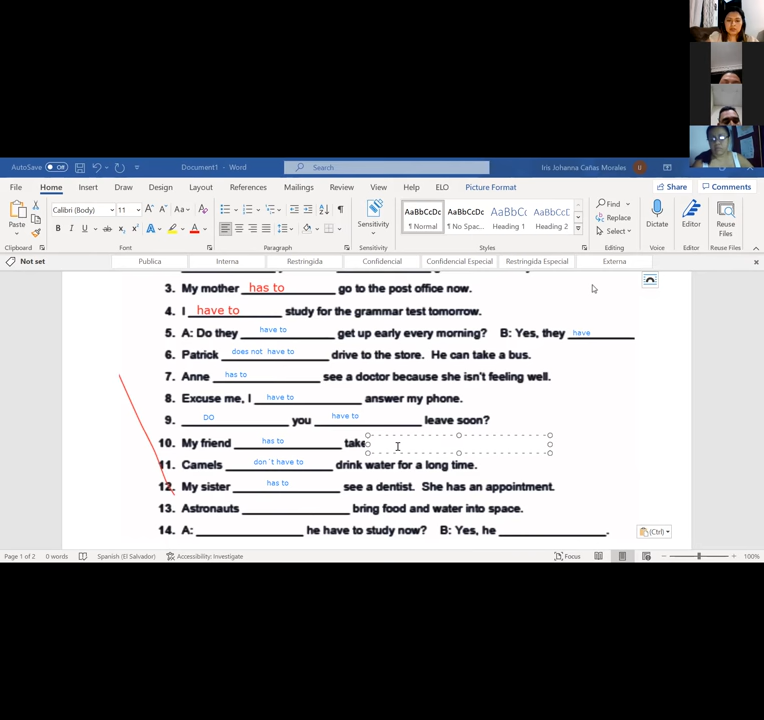 AutoSave Off Document1 - Word Search Iris Johanna Cañas Morales
File Home Insert Draw Design Layout References Mailings Review View Help ELO Picture Format Share Comments
Calibri (Body) 11 Aa Find
Paste AaBbCcDc AaBbCcDc AaBbCc AaBbCcD Replace Sensitivity Dictate Editor Reuse Files
B I U ab x₂ x² A A ¶ Normal ¶ No Spac... Heading 1 Heading 2 Select
Clipboard Font Paragraph Sensitivity Styles Editing Voice Editor Reuse Files
Not set Publica Interna Restringida Confidencial Confidencial Especial Restringida Especial Externa
3. My mother has to go to the post office now.
4. I have to study for the grammar test tomorrow.
5. A: Do they have to get up early every morning? B: Yes, they have
6. Patrick does not have to drive to the store. He can take a bus.
7. Anne has to see a doctor because she isn't feeling well.
8. Excuse me, I have to answer my phone.
9. DO you have to leave soon?
10. My friend has to take
11. Camels don´t have to drink water for a long time.
12. My sister has to see a dentist. She has an appointment.
13. Astronauts bring food and water into space.
14. A: he have to study now? B: Yes, he .
(Ctrl)
Page 1 of 2 0 words Spanish (El Salvador) Accessibility: Investigate Focus 100%